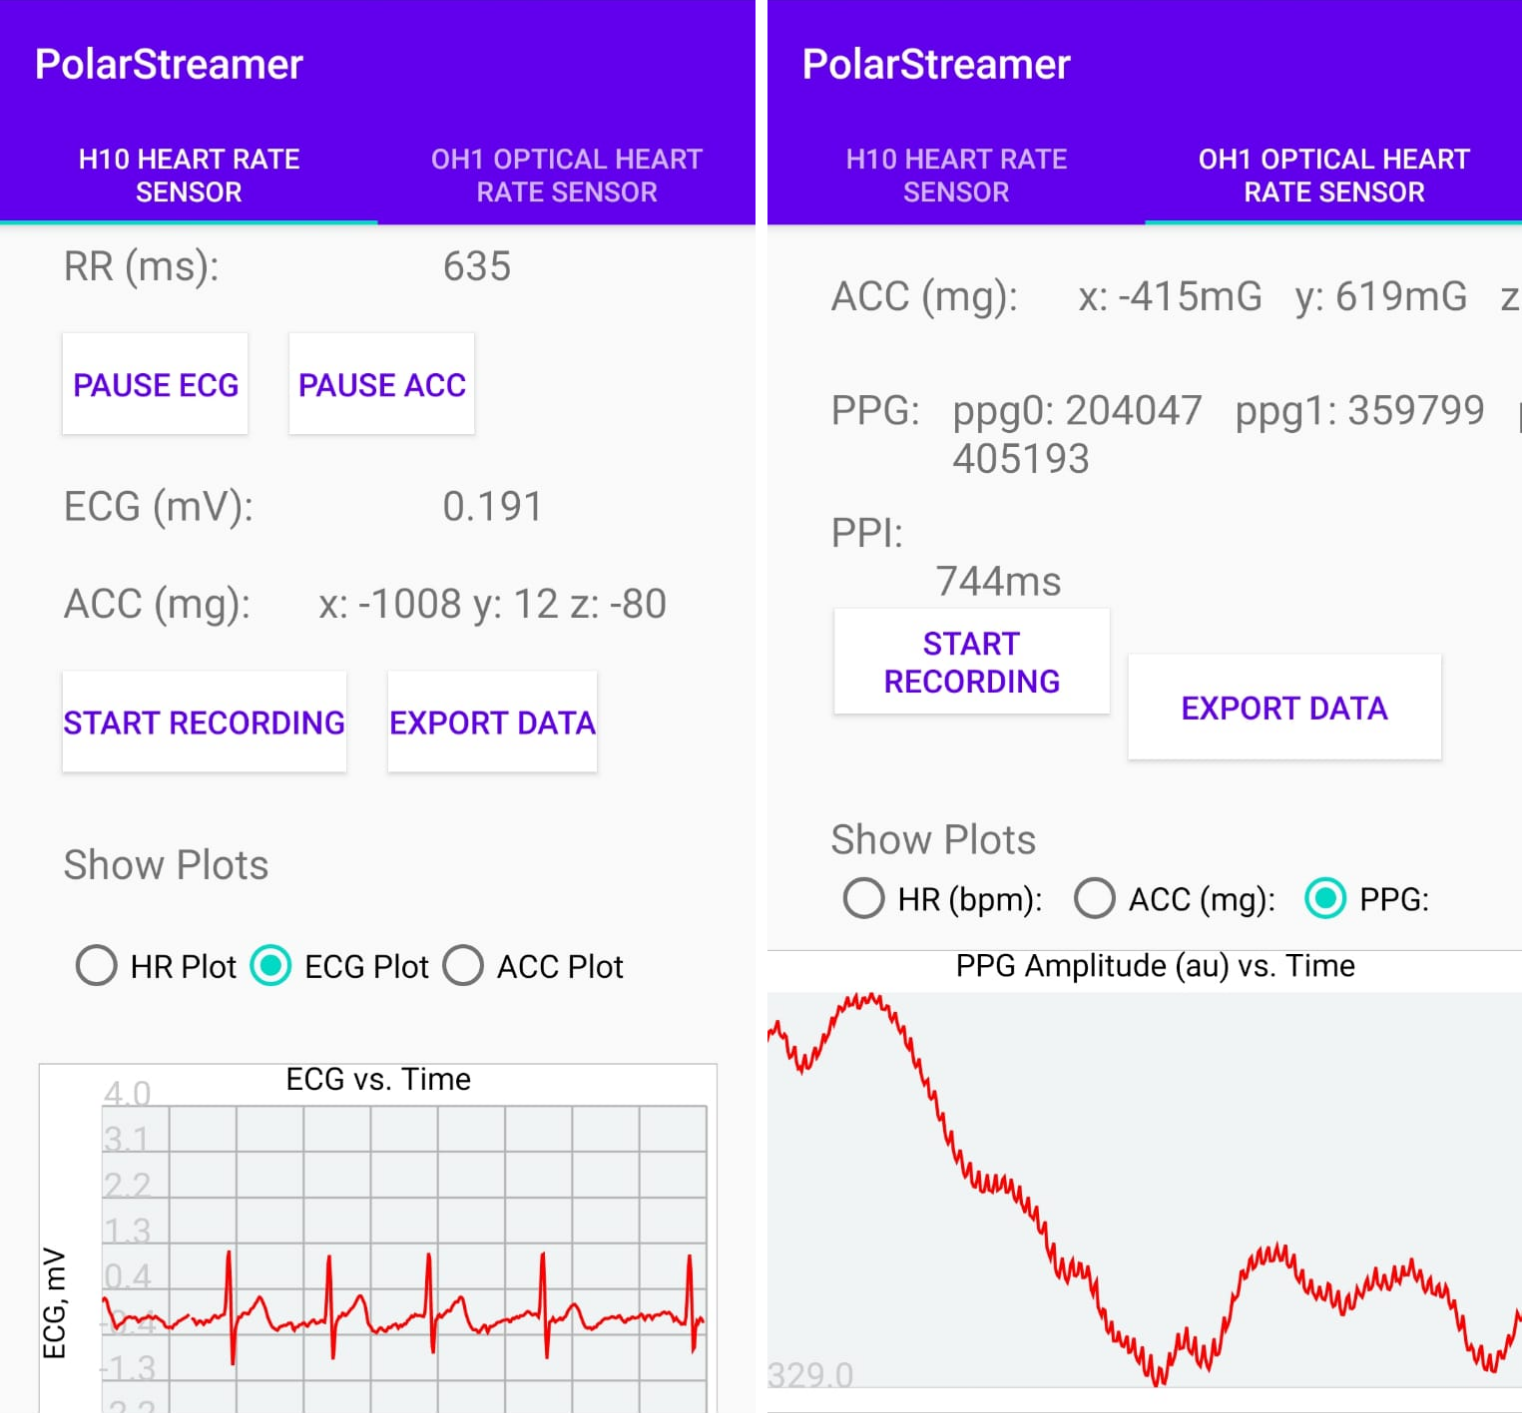 PolarStreamer
H10 HEART RATE
SENSOR
OH1 OPTICAL HEART
RATE SENSOR
RR (ms):
635
PAUSE ECG
PAUSE ACC
ECG (mV):
0.191
ACC (mg):
x: -1008 y: 12 z: -80
START RECORDING
EXPORT DATA
Show Plots
HR Plot
ECG Plot
ACC Plot
ECG vs. Time
4.0
3.1
2.2
1.3
0.4
-0.4
-1.3
ECG, mV
PolarStreamer
H10 HEART RATE
SENSOR
OH1 OPTICAL HEART
RATE SENSOR
ACC (mg):
x: -415mG y: 619mG z
PPG:
ppg0: 204047 ppg1: 359799
405193
PPI:
744ms
START
RECORDING
EXPORT DATA
Show Plots
HR (bpm):
ACC (mg):
PPG:
PPG Amplitude (au) vs. Time
329.0